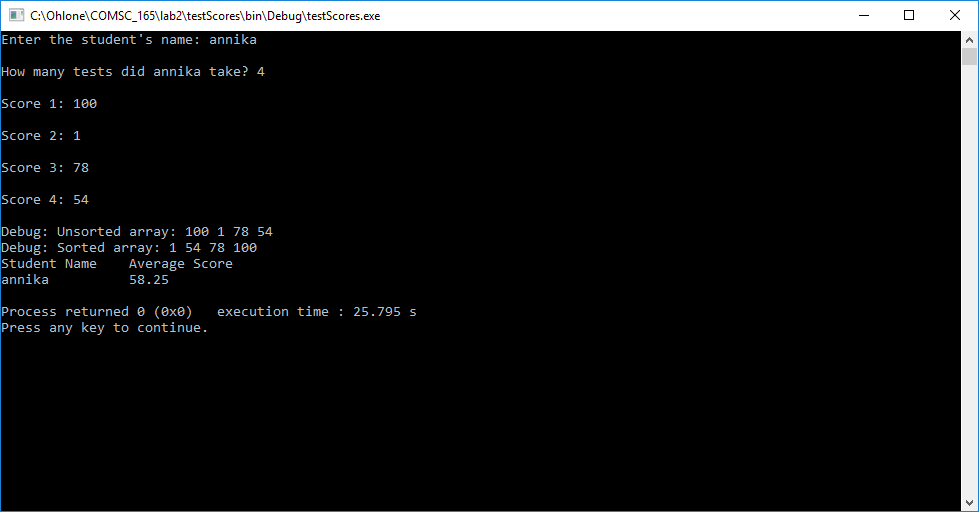 C:\Ohlone\COMSC_165\lab2\testScores\bin\Debug\testScores.exe
Enter the student's name: annika
How many tests did annika take? 4
Score 1: 100
Score 2: 1
Score 3: 78
Score 4: 54
Debug: Unsorted array: 100 1 78 54
Debug: Sorted array: 1 54 78 100
Student Name    Average Score
annika          58.25
Process returned 0 (0x0)   execution time : 25.795 s
Press any key to continue.